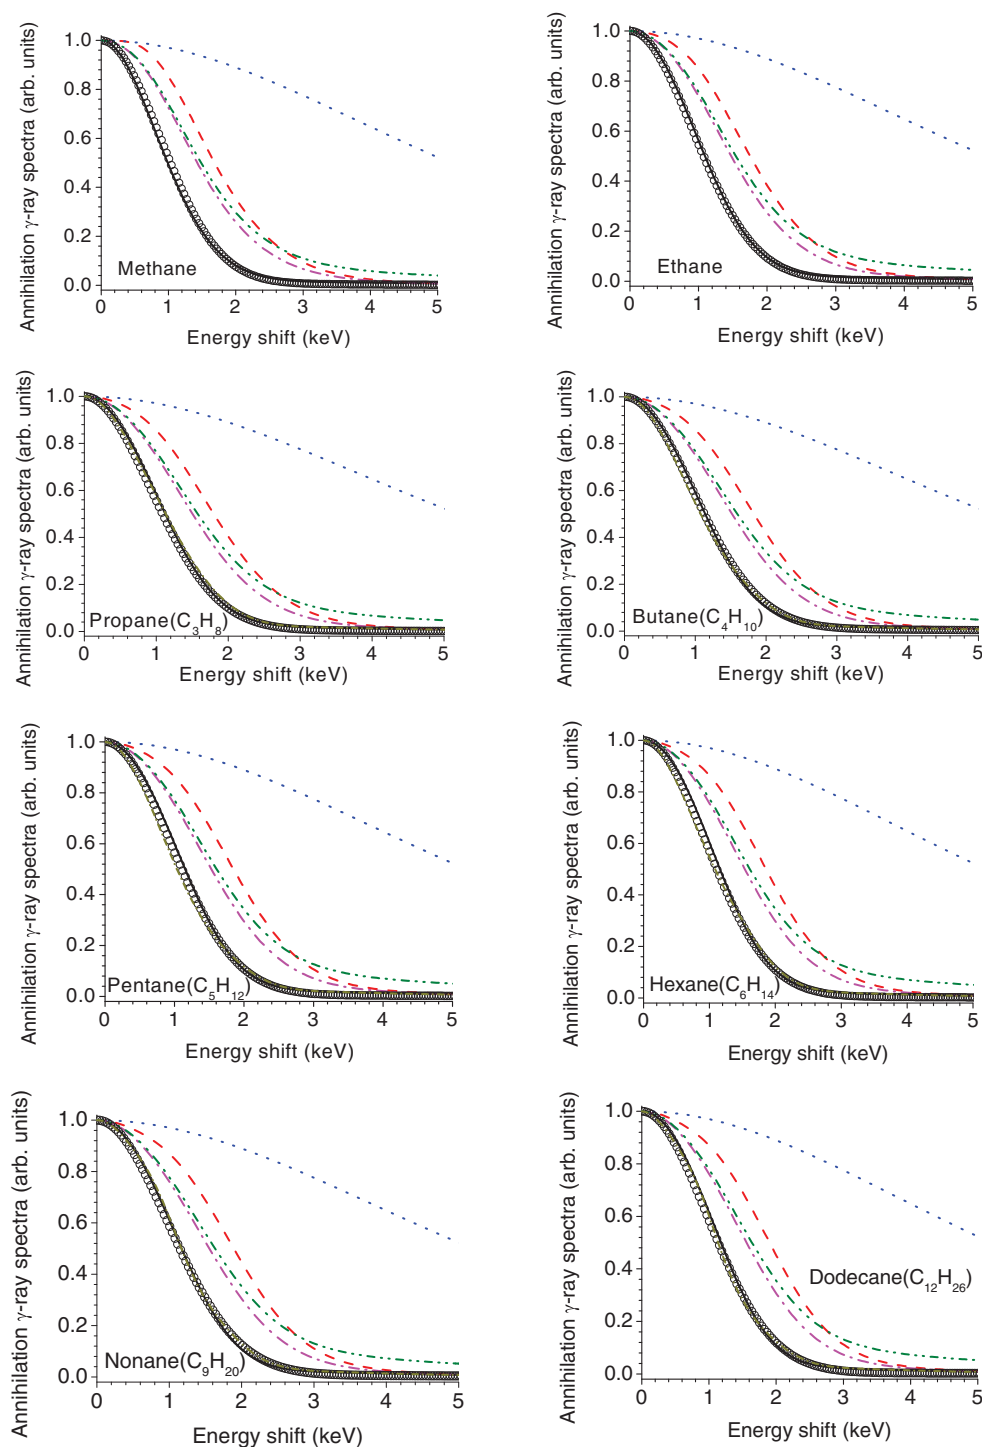 Annihilation γ-ray spectra (arb. units)
1.0
0.8
0.6
0.4
0.2
0.0
Methane
0 1 2 3 4 5
Energy shift (keV)
Annihilation γ-ray spectra (arb. units)
1.0
0.8
0.6
0.4
0.2
0.0
Ethane
0 1 2 3 4 5
Energy shift (keV)
Annihilation γ-ray spectra (arb. units)
1.0
0.8
0.6
0.4
0.2
0.0
Propane(C3H8)
0 1 2 3 4 5
Energy shift (keV)
Annihilation γ-ray spectra (arb. units)
1.0
0.8
0.6
0.4
0.2
0.0
Butane(C4H10)
0 1 2 3 4 5
Energy shift (keV)
Annihilation γ-ray spectra (arb. units)
1.0
0.8
0.6
0.4
0.2
0.0
Pentane(C5H12)
0 1 2 3 4 5
Energy shift (keV)
Annihilation γ-ray spectra (arb. units)
1.0
0.8
0.6
0.4
0.2
0.0
Hexane(C6H14)
0 1 2 3 4 5
Energy shift (keV)
Annihilation γ-ray spectra (arb. units)
1.0
0.8
0.6
0.4
0.2
0.0
Nonane(C9H20)
0 1 2 3 4 5
Energy shift (keV)
Annihilation γ-ray spectra (arb. units)
1.0
0.8
0.6
0.4
0.2
0.0
Dodecane(C12H26)
0 1 2 3 4 5
Energy shift (keV)